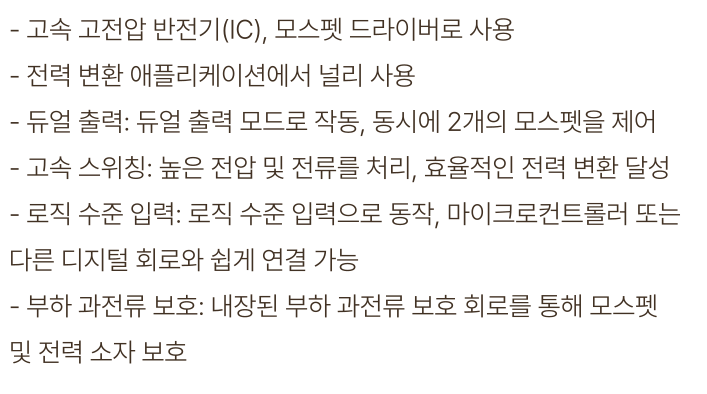 - 고속 고전압 반전기(IC), 모스펫 드라이버로 사용
- 전력 변환 애플리케이션에서 널리 사용
- 듀얼 출력: 듀얼 출력 모드로 작동, 동시에 2개의 모스펫을 제어
- 고속 스위칭: 높은 전압 및 전류를 처리, 효율적인 전력 변환 달성
- 로직 수준 입력: 로직 수준 입력으로 동작, 마이크로컨트롤러 또는
다른 디지털 회로와 쉽게 연결 가능
- 부하 과전류 보호: 내장된 부하 과전류 보호 회로를 통해 모스펫
및 전력 소자 보호